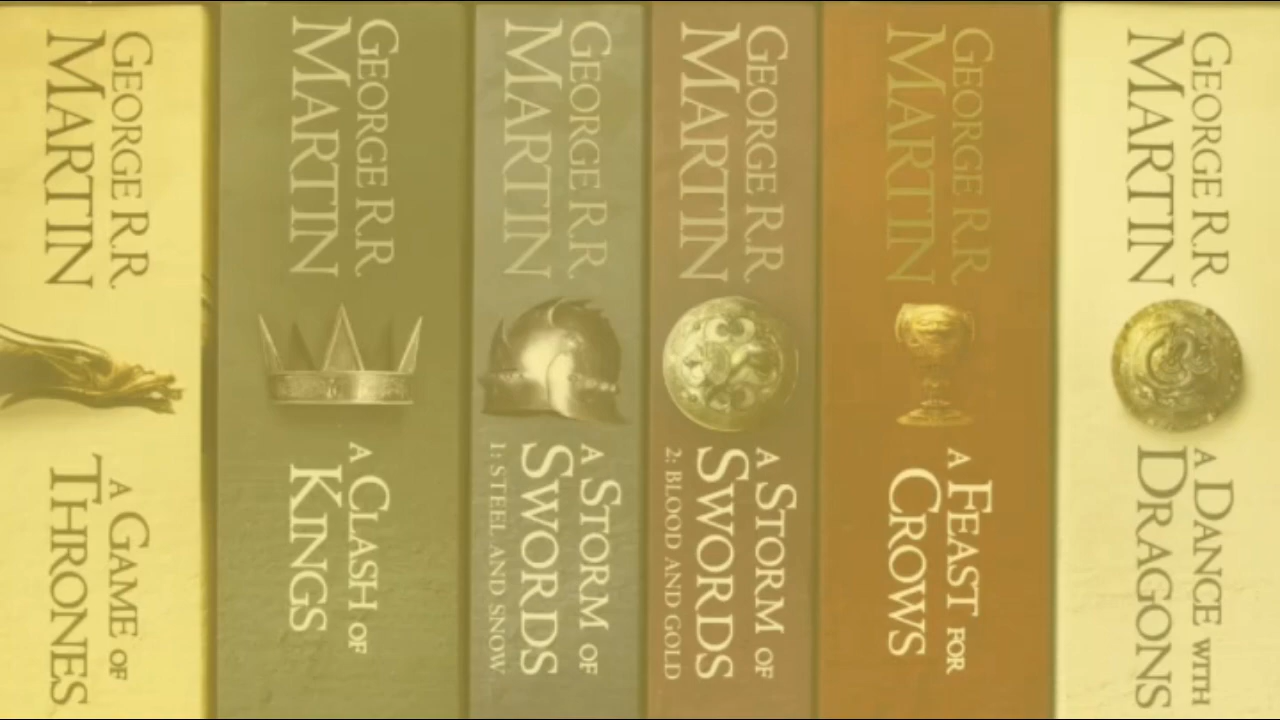 GEORGE R.R.
MARTIN
A GAME OF
THRONES
GEORGE R.R.
MARTIN
A CLASH OF
KINGS
GEORGE R.R.
MARTIN
A STORM OF
SWORDS
1: STEEL AND SNOW
GEORGE R.R.
MARTIN
A STORM OF
SWORDS
2: BLOOD AND GOLD
GEORGE R.R.
MARTIN
A FEAST FOR
CROWS
GEORGE R.R.
MARTIN
A DANCE WITH
DRAGONS